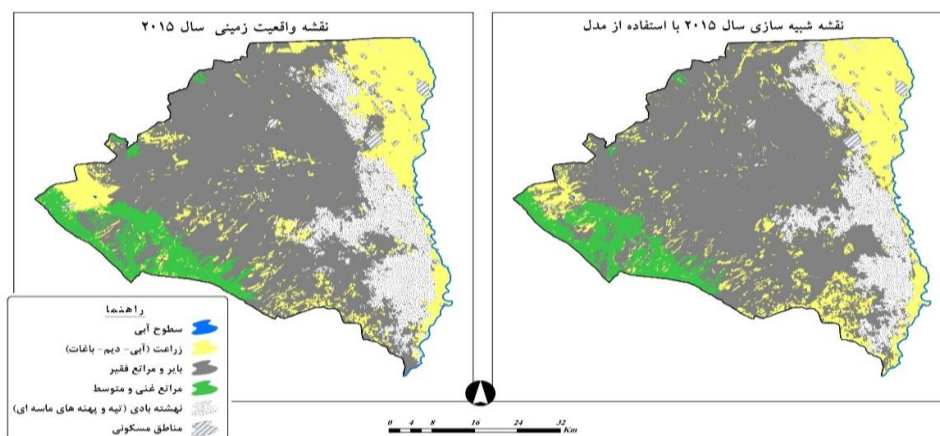 نقشه واقعیت زمینی سال ۲۰۱۵
نقشه شبیه سازی سال ۲۰۱۵ با استفاده از مدل
راهنما
سطوح آبی
زراعت (آبی- دیم- باغات)
بایر و مراتع فقیر
مراتع غنی و متوسط
نهشته بادی (تپه و پهنه های ماسه ای)
مناطق مسکونی
0 4 8 16 24 32
Km